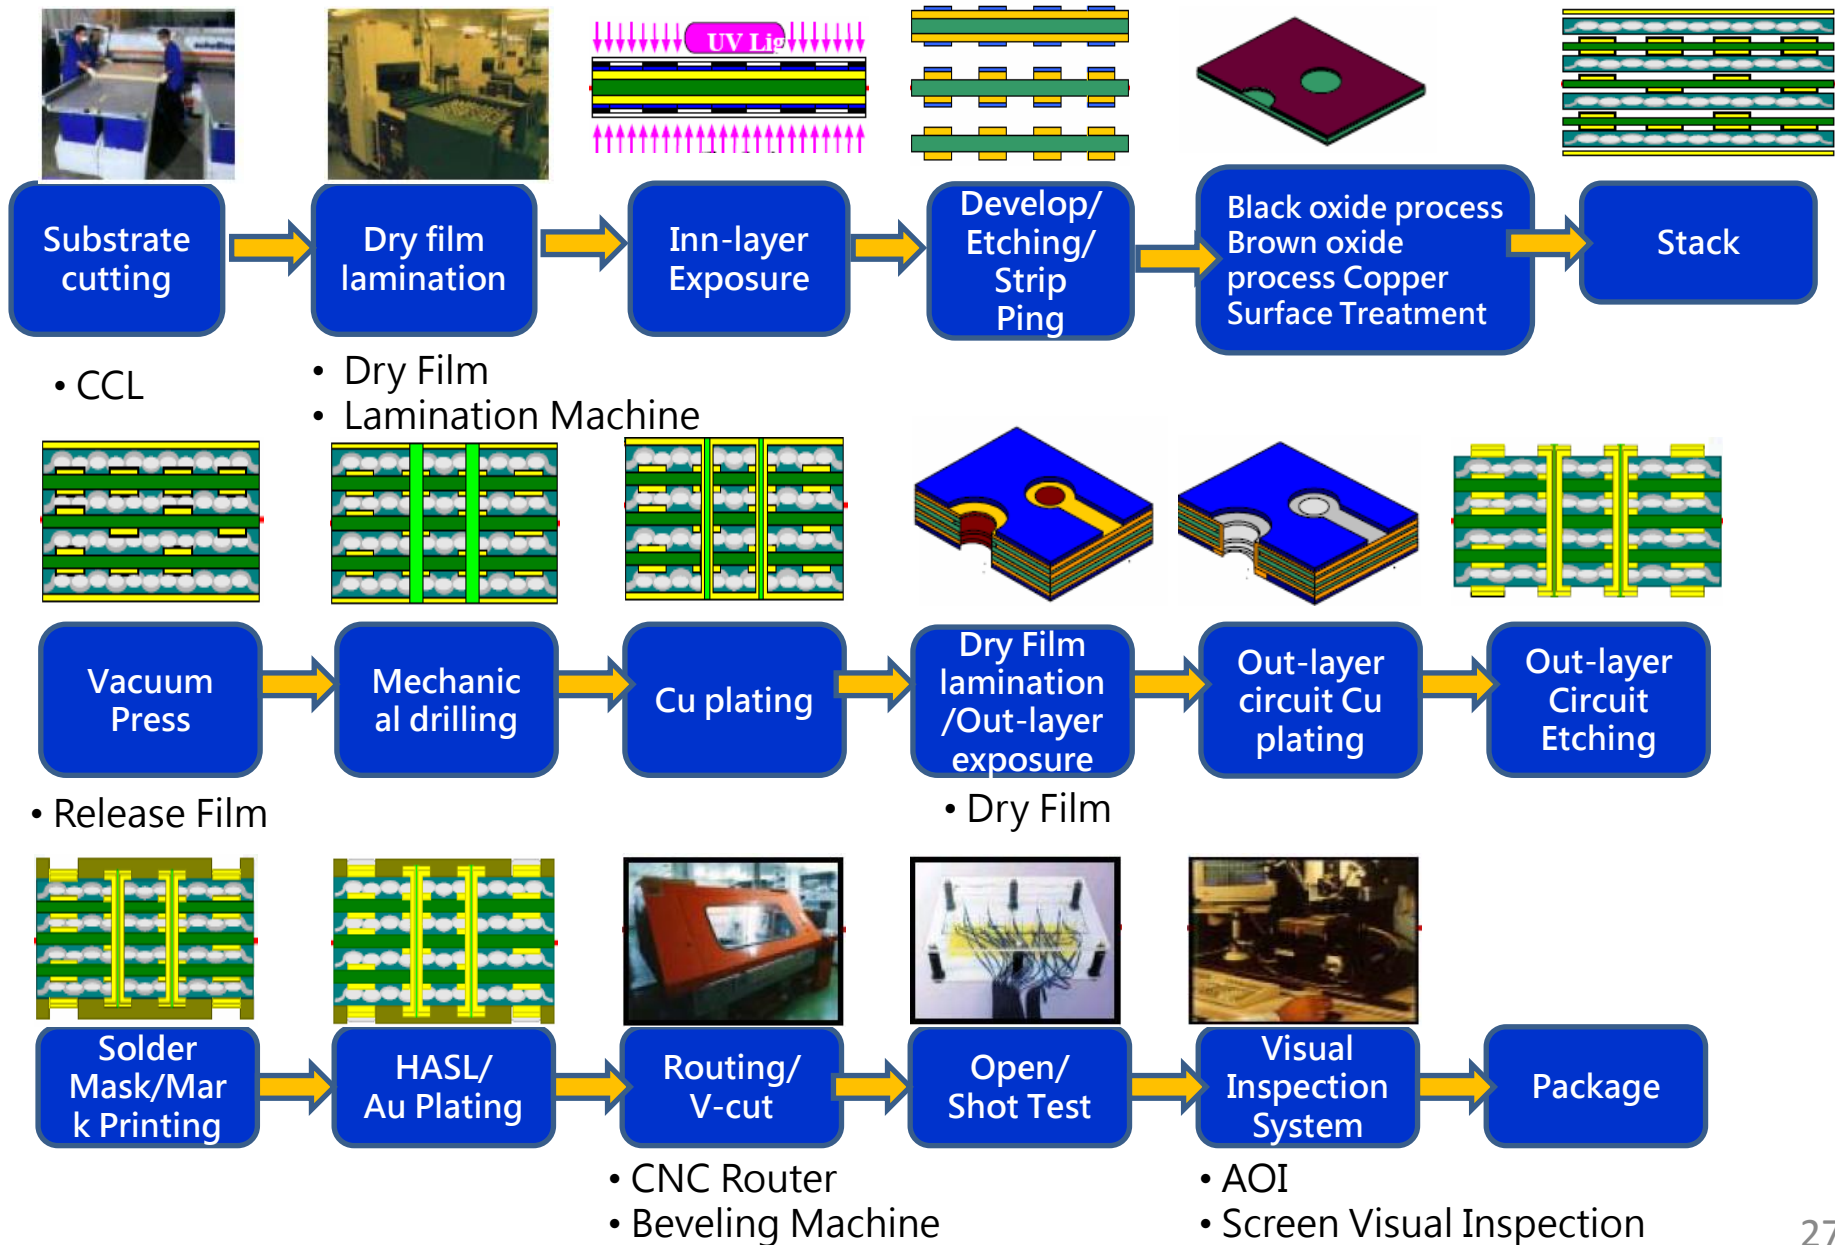 UV Lig
Substrate
cutting
Dry film
lamination
Inn-layer
Exposure
Develop/
Etching/
Strip
Ping
Black oxide process
Brown oxide
process Copper
Surface Treatment
Stack
• CCL
• Dry Film
• Lamination Machine
Vacuum
Press
Mechanic
al drilling
Cu plating
Dry Film
lamination
/Out-layer
exposure
Out-layer
circuit Cu
plating
Out-layer
Circuit
Etching
• Release Film
• Dry Film
Solder
Mask/Mar
k Printing
HASL/
Au Plating
Routing/
V-cut
Open/
Shot Test
Visual
Inspection
System
Package
• CNC Router
• Beveling Machine
• AOI
• Screen Visual Inspection
27